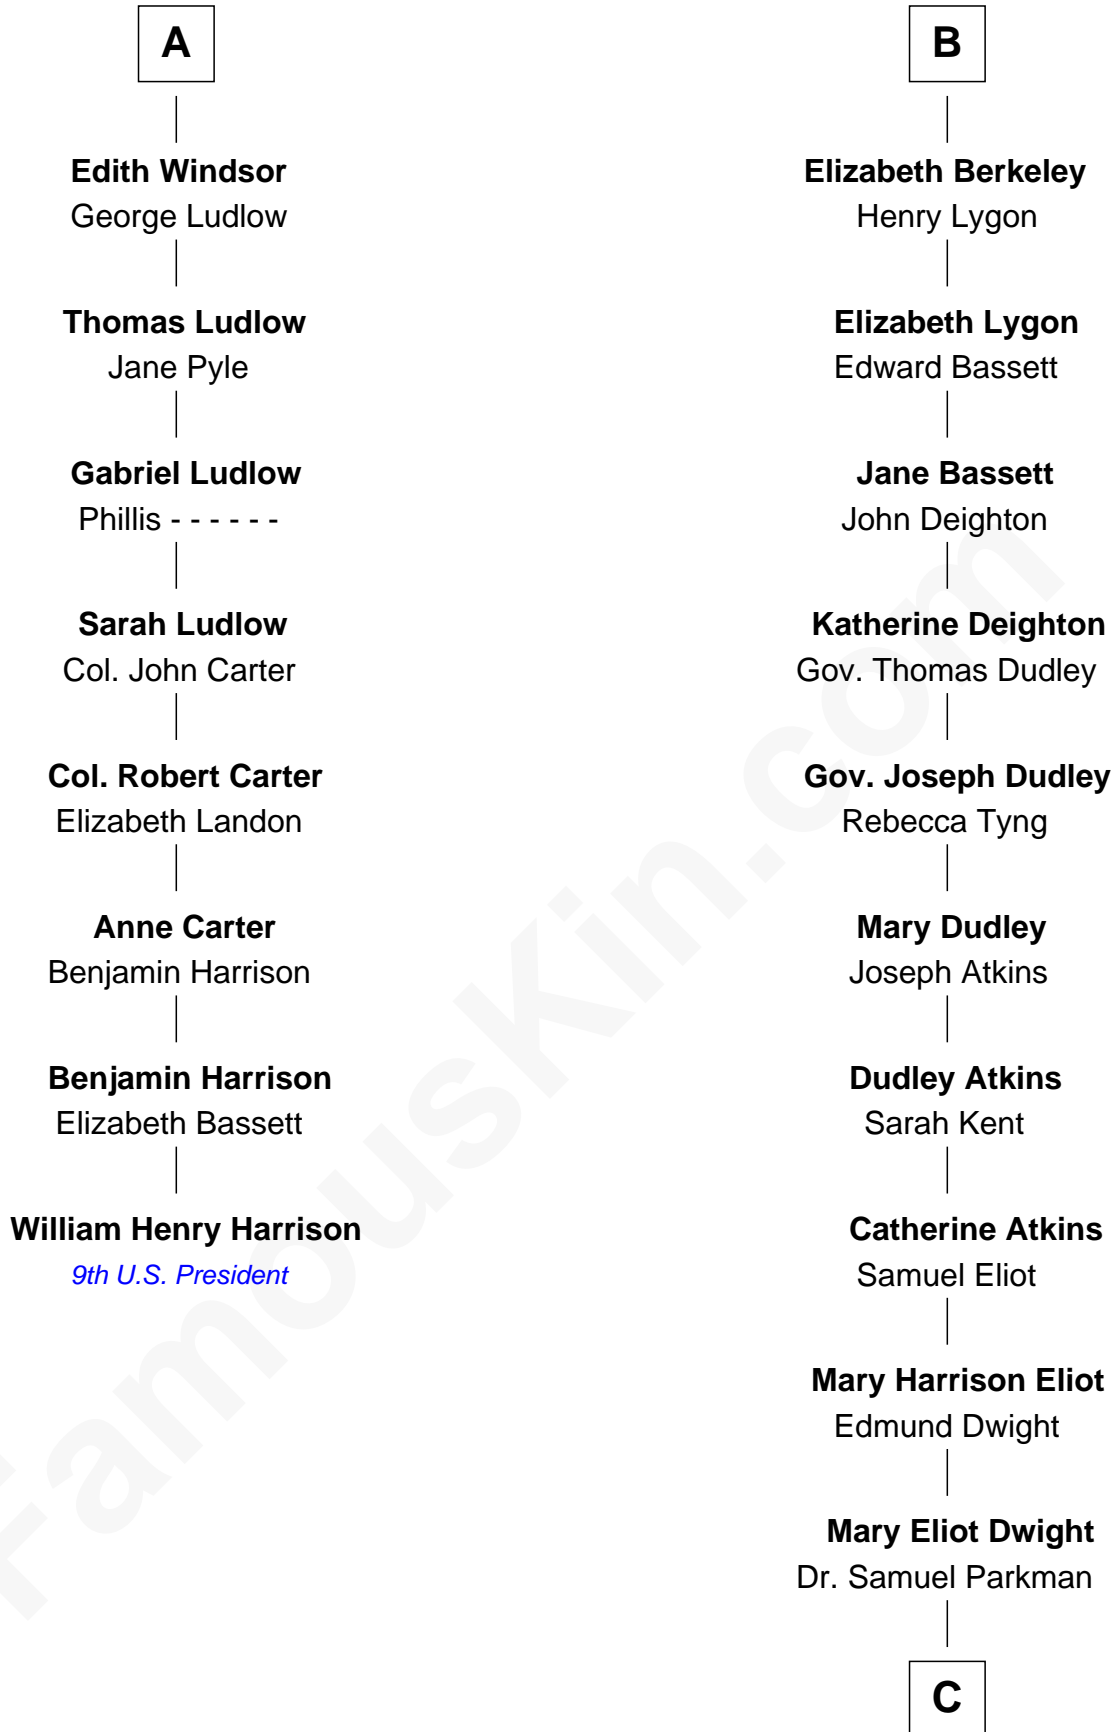 A
Edith Windsor
George Ludlow
Thomas Ludlow
Jane Pyle
Gabriel Ludlow
Phillis - - - - - -
Sarah Ludlow
Col. John Carter
Col. Robert Carter
Elizabeth Landon
Anne Carter
Benjamin Harrison
Benjamin Harrison
Elizabeth Bassett
William Henry Harrison
9th U.S. President
B
Elizabeth Berkeley
Henry Lygon
Elizabeth Lygon
Edward Bassett
Jane Bassett
John Deighton
Katherine Deighton
Gov. Thomas Dudley
Gov. Joseph Dudley
Rebecca Tyng
Mary Dudley
Joseph Atkins
Dudley Atkins
Sarah Kent
Catherine Atkins
Samuel Eliot
Mary Harrison Eliot
Edmund Dwight
Mary Eliot Dwight
Dr. Samuel Parkman
C
FamousKin.com